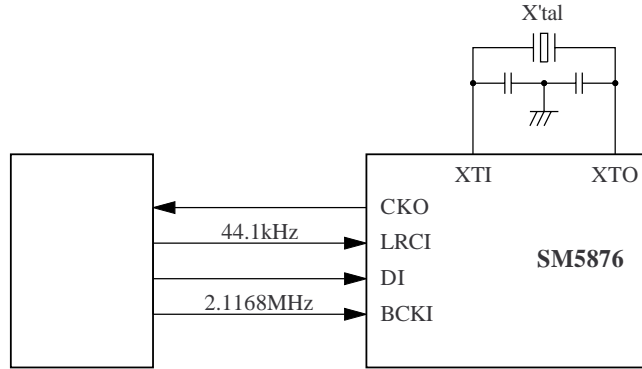 X'tal
XTI XTO
CKO
44.1kHz LRCI
SM5876
DI
2.1168MHz BCKI